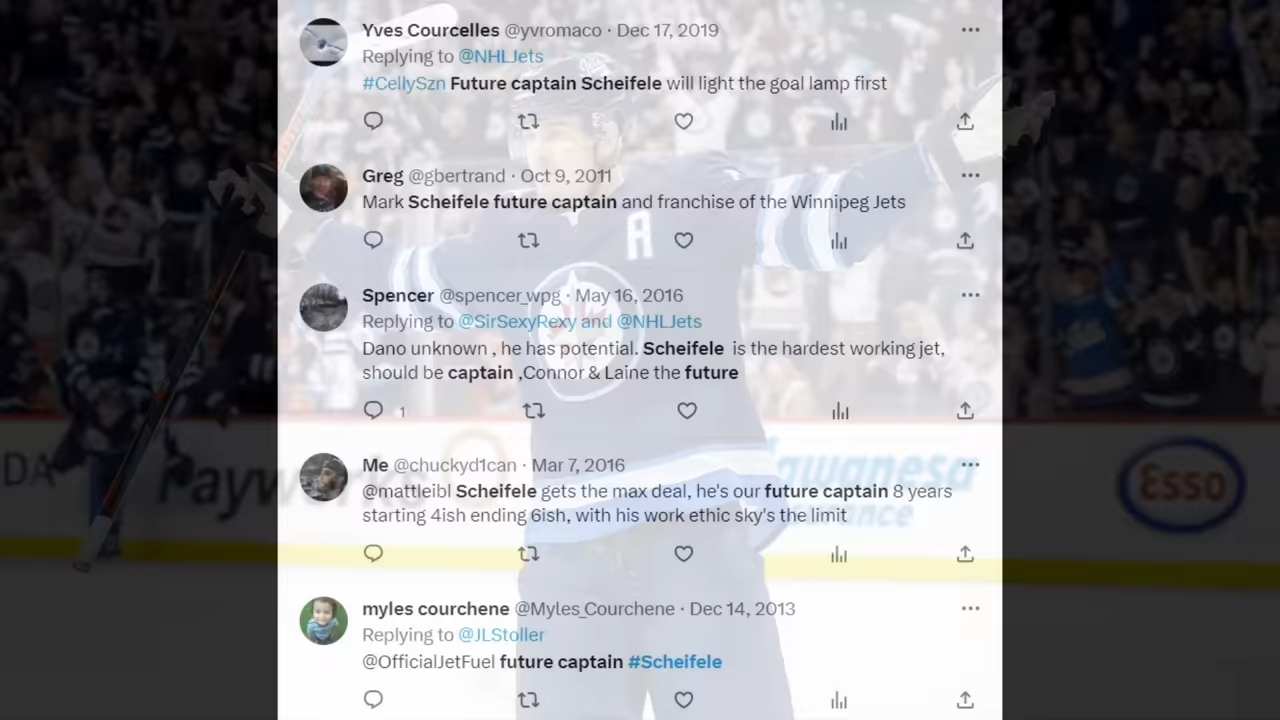 Yves Courcelles @yvromaco · Dec 17, 2019
Replying to @NHLJets
#CellySzn Future captain Scheifele will light the goal lamp first
Greg @gbertrand · Oct 9, 2011
Mark Scheifele future captain and franchise of the Winnipeg Jets
A
Spencer @spencer_wpg · May 16, 2016
Replying to @SirSexyRexy and @NHLJets
Dano unknown , he has potential. Scheifele is the hardest working jet,
should be captain ,Connor & Laine the future
1
Me @chuckyd1can · Mar 7, 2016
@mattleibl Scheifele gets the max deal, he's our future captain 8 years
starting 4ish ending 6ish, with his work ethic sky's the limit
DA
Payworks
awanesa
ance
Esso
myles courchene @Myles_Courchene · Dec 14, 2013
Replying to @JLStoller
@OfficialJetFuel future captain #Scheifele